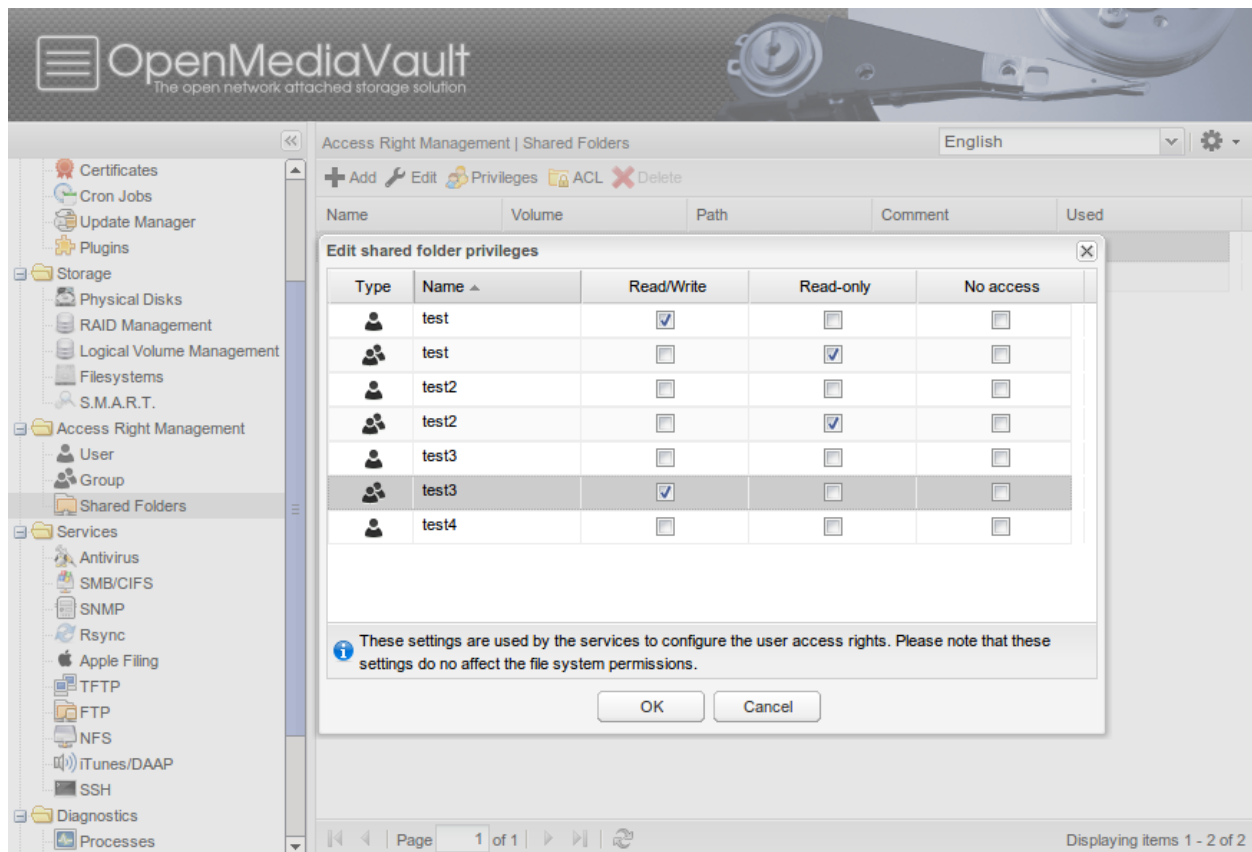 OpenMediaVault
The open network attached storage solution
Certificates
Cron Jobs
Update Manager
Plugins
Storage
Physical Disks
RAID Management
Logical Volume Management
Filesystems
S.M.A.R.T.
Access Right Management
User
Group
Shared Folders
Services
Antivirus
SMB/CIFS
SNMP
Rsync
Apple Filing
TFTP
FTP
NFS
iTunes/DAAP
SSH
Diagnostics
Processes
Access Right Management | Shared Folders
English
Add Edit Privileges ACL Delete
Name Volume Path Comment Used
Edit shared folder privileges
Type Name Read/Write Read-only No access
test
test
test2
test2
test3
test3
test4
These settings are used by the services to configure the user access rights. Please note that these
settings do no affect the file system permissions.
OK Cancel
Page 1 of 1
Displaying items 1 - 2 of 2